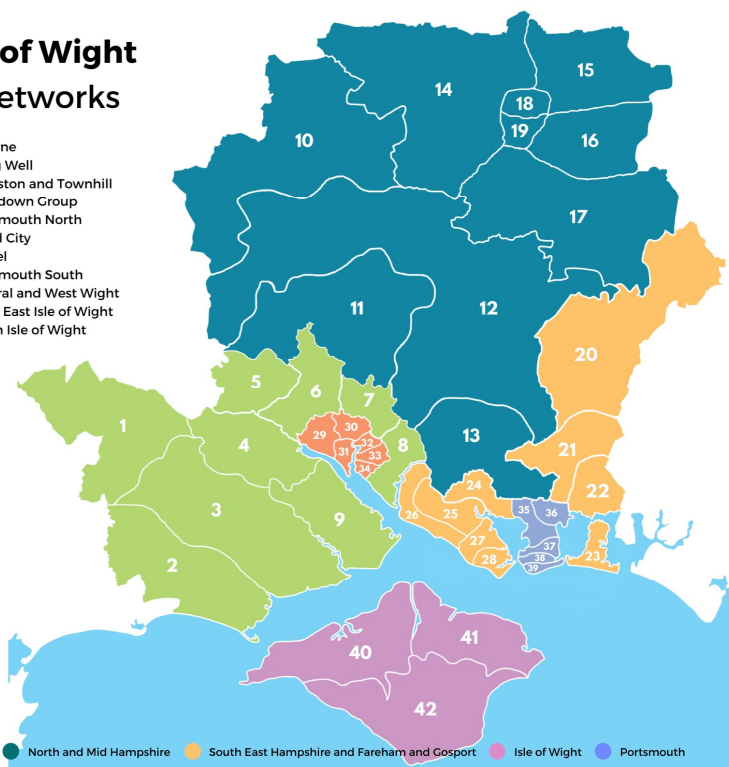 of Wight
etworks
ne
g Well
ston and Townhill
down Group
mouth North
d City
el
mouth South
ral and West Wight
East Isle of Wight
h Isle of Wight
15
14
18
19
10
16
17
11
12
20
5
6
7
1
29
30
13
4
32
8
31
33
21
34
24
22
3
9
26
25
35
36
27
37
2
28
38
23
39
41
40
42
North and Mid Hampshire
South East Hampshire and Fareham and Gosport
Isle of Wight
Portsmouth